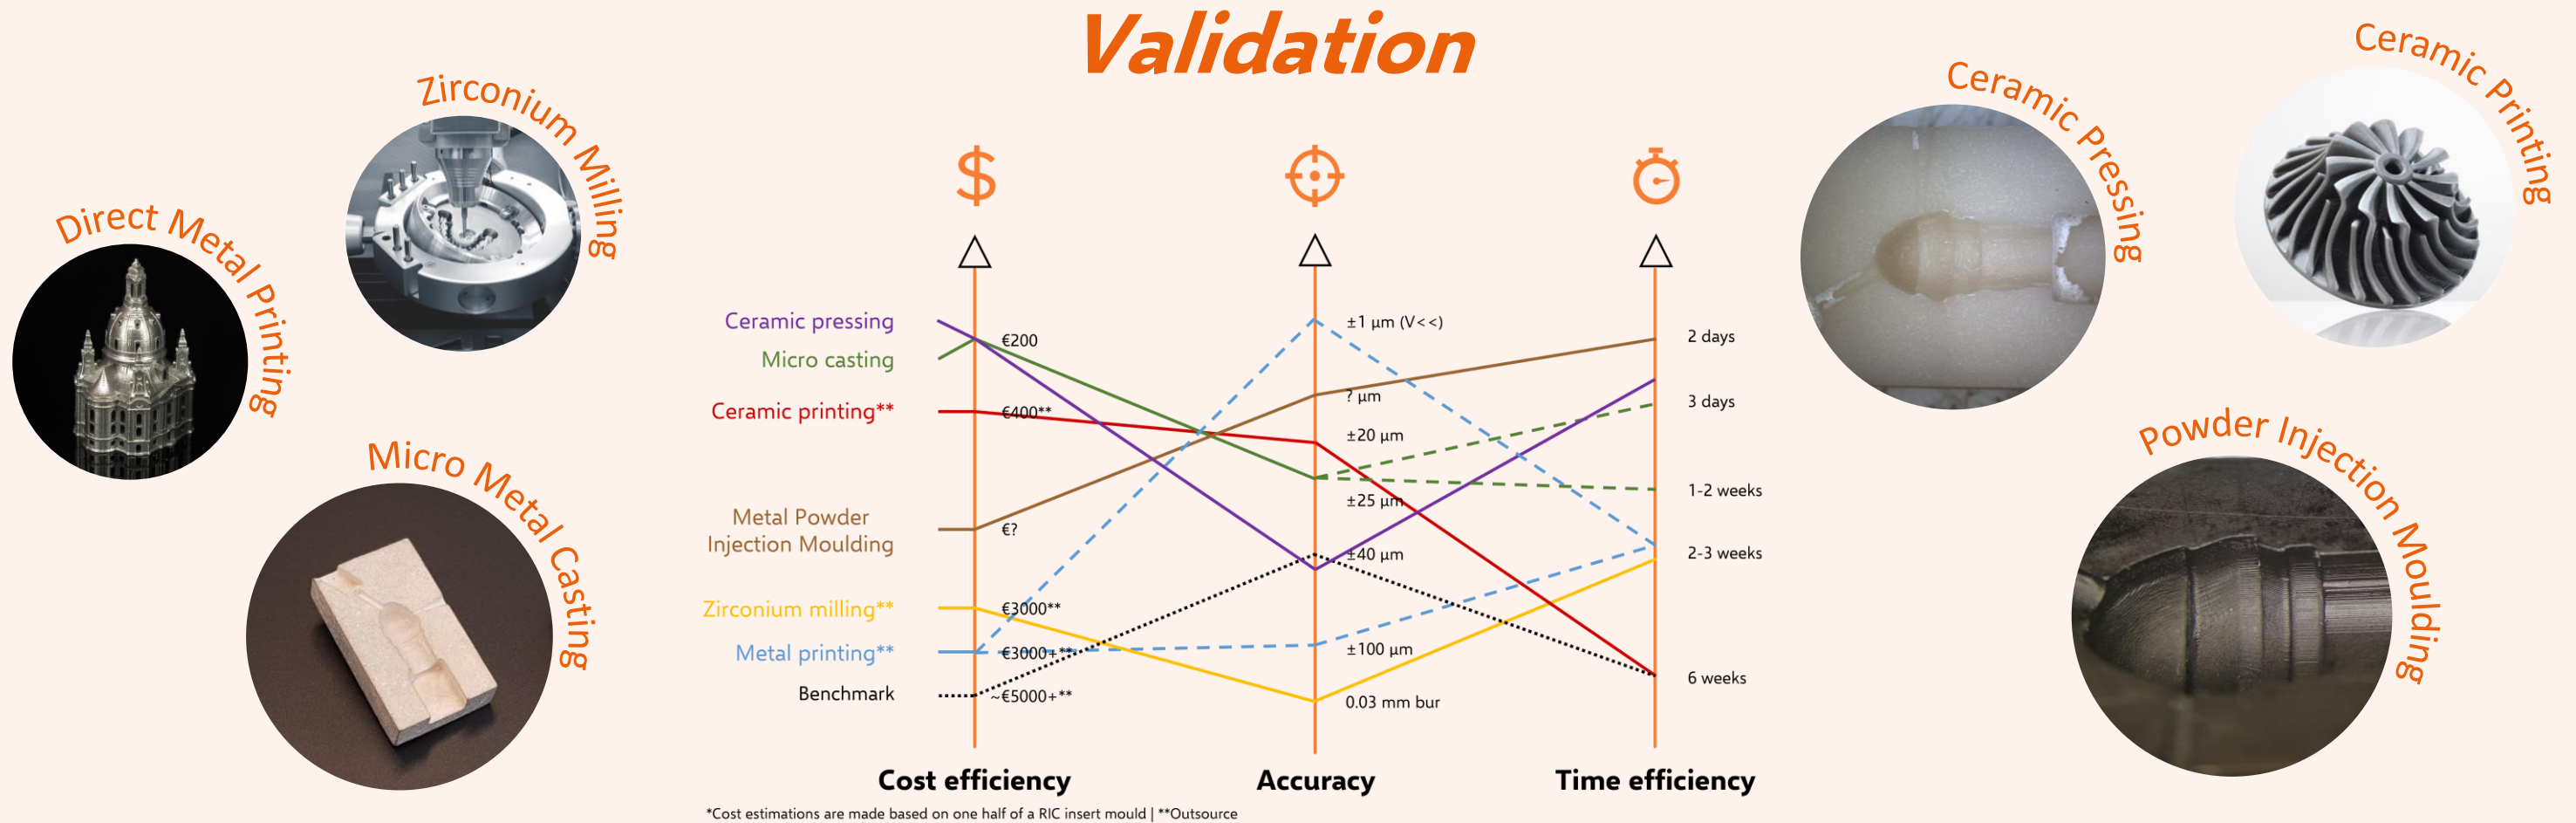 Validation
Direct Metal Printing
Zirconium Milling
Micro Metal Casting
$
Ceramic pressing
Micro casting
Ceramic printing**
Metal Powder
Injection Moulding
Zirconium milling**
Metal printing**
Benchmark
€200
€400**
€?
€3000**
€3000+**
~€5000+**
±1 µm (V<<)
? µm
±20 µm
±25 µm
±40 µm
±100 µm
0.03 mm bur
2 days
3 days
1-2 weeks
2-3 weeks
6 weeks
Cost efficiency
Accuracy
Time efficiency
*Cost estimations are made based on one half of a RIC insert mould | **Outsource
Ceramic Pressing
Ceramic Printing
Powder Injection Moulding